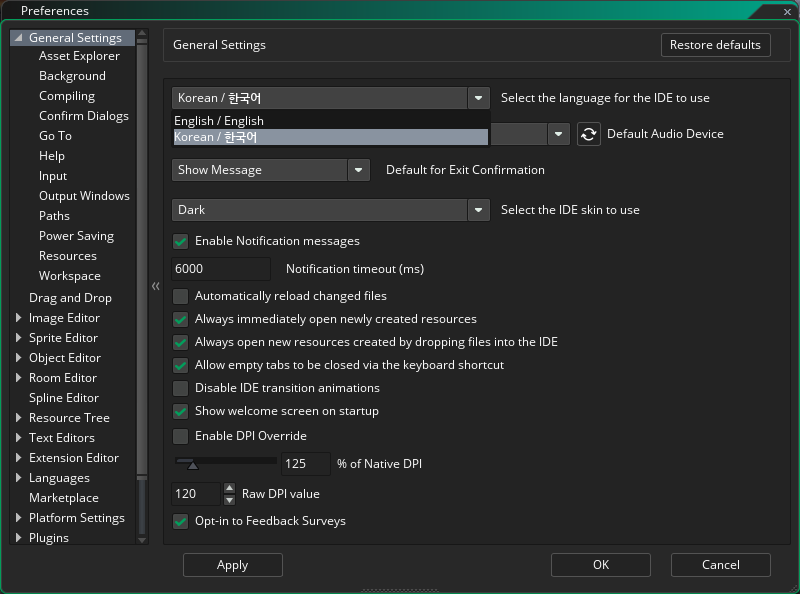 Preferences
General Settings
Asset Explorer
Background
Compiling
Confirm Dialogs
Go To
Help
Input
Output Windows
Paths
Power Saving
Resources
Workspace
Drag and Drop
Image Editor
Sprite Editor
Object Editor
Room Editor
Spline Editor
Resource Tree
Text Editors
Extension Editor
Languages
Marketplace
Platform Settings
Plugins
General Settings
Restore defaults
Korean / 한국어
Select the language for the IDE to use
English / English
Korean / 한국어
Default Audio Device
Show Message
Default for Exit Confirmation
Dark
Select the IDE skin to use
Enable Notification messages
6000
Notification timeout (ms)
Automatically reload changed files
Always immediately open newly created resources
Always open new resources created by dropping files into the IDE
Allow empty tabs to be closed via the keyboard shortcut
Disable IDE transition animations
Show welcome screen on startup
Enable DPI Override
125
% of Native DPI
120
Raw DPI value
Opt-in to Feedback Surveys
Apply
OK
Cancel